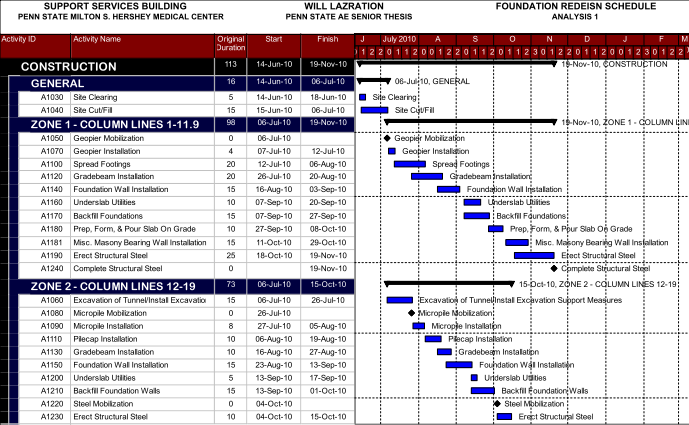 SUPPORT SERVICES BUILDING WILL LAZRATION FOUNDATION REDEISN SCHEDULE
PENN STATE MILTON S. HERSHEY MEDICAL CENTER PENN STATE AE SENIOR THESIS ANALYSIS 1
Activity ID Activity Name Original Duration Start Finish J July 2010 A S O N J F M
CONSTRUCTION 113 14-Jun-10 19-Nov-10 19-Nov-10, CONSTRUCTION
GENERAL 16 14-Jun-10 06-Jul-10 06-Jul-10, GENERAL
A1030 Site Clearing 5 14-Jun-10 18-Jun-10 Site Clearing
A1040 Site Cut/Fill 15 15-Jun-10 06-Jul-10 Site Cut/Fill
ZONE 1 - COLUMN LINES 1-11.9 98 06-Jul-10 19-Nov-10 19-Nov-10, ZONE 1 - COLUMN LIN
A1050 Geopier Mobilization 0 06-Jul-10 Geopier Mobilization
A1070 Geopier Installation 4 07-Jul-10 12-Jul-10 Geopier Installation
A1100 Spread Footings 20 12-Jul-10 06-Aug-10 Spread Footings
A1120 Gradebeam Installation 20 26-Jul-10 20-Aug-10 Gradebeam Installation
A1140 Foundation Wall Installation 15 16-Aug-10 03-Sep-10 Foundation Wall Installation
A1160 Underslab Utilities 10 07-Sep-10 20-Sep-10 Underslab Utilities
A1170 Backfill Foundations 15 07-Sep-10 27-Sep-10 Backfill Foundations
A1180 Prep, Form, & Pour Slab On Grade 10 27-Sep-10 08-Oct-10 Prep, Form, & Pour Slab On Grade
A1181 Misc. Masony Bearing Wall Installation 15 11-Oct-10 29-Oct-10 Misc. Masony Bearing Wall Installation
A1190 Erect Structural Steel 25 18-Oct-10 19-Nov-10 Erect Structural Steel
A1240 Complete Structural Steel 0 19-Nov-10 Complete Structural Steel
ZONE 2 - COLUMN LINES 12-19 73 06-Jul-10 15-Oct-10 15-Oct-10, ZONE 2 - COLUMN LINES 12-19
A1060 Excavation of Tunnel/Install Excavatio 15 06-Jul-10 26-Jul-10 Excavation of Tunnel/Install Excavation Support Measures
A1080 Micropile Mobilization 0 26-Jul-10 Micropile Mobilization
A1090 Micropile Installation 8 27-Jul-10 05-Aug-10 Micropile Installation
A1110 Pilecap Installation 10 06-Aug-10 19-Aug-10 Pilecap Installation
A1130 Gradebeam Installation 10 16-Aug-10 27-Aug-10 Gradebeam Installation
A1150 Foundation Wall Installation 15 23-Aug-10 13-Sep-10 Foundation Wall Installation
A1200 Underslab Utilities 5 13-Sep-10 17-Sep-10 Underslab Utilities
A1210 Backfill Foundation Walls 15 13-Sep-10 01-Oct-10 Backfill Foundation Walls
A1220 Steel Mobilization 0 04-Oct-10 Steel Mobilization
A1230 Erect Structural Steel 10 04-Oct-10 15-Oct-10 Erect Structural Steel